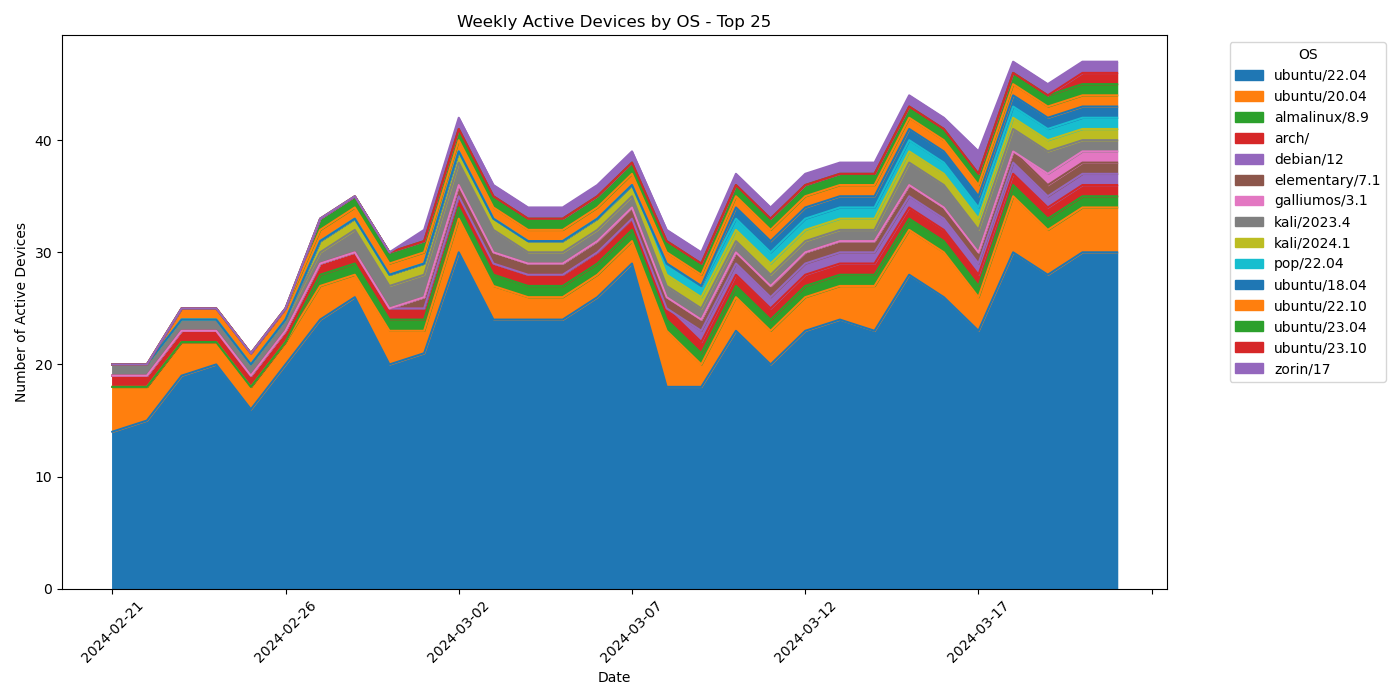 Weekly Active Devices by OS - Top 25
Number of Active Devices
40
30
20
10
0
2024-02-21
2024-02-26
2024-03-02
2024-03-07
2024-03-12
2024-03-17
Date
OS
ubuntu/22.04
ubuntu/20.04
almalinux/8.9
arch/
debian/12
elementary/7.1
galliumos/3.1
kali/2023.4
kali/2024.1
pop/22.04
ubuntu/18.04
ubuntu/22.10
ubuntu/23.04
ubuntu/23.10
zorin/17